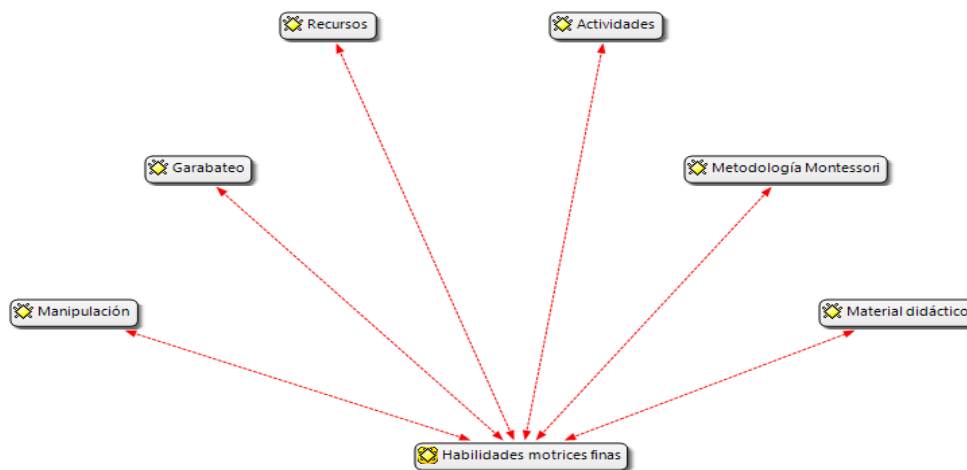 Recursos
Actividades
Garabateo
Metodología Montessori
Manipulación
Material didáctico
Habilidades motrices finas